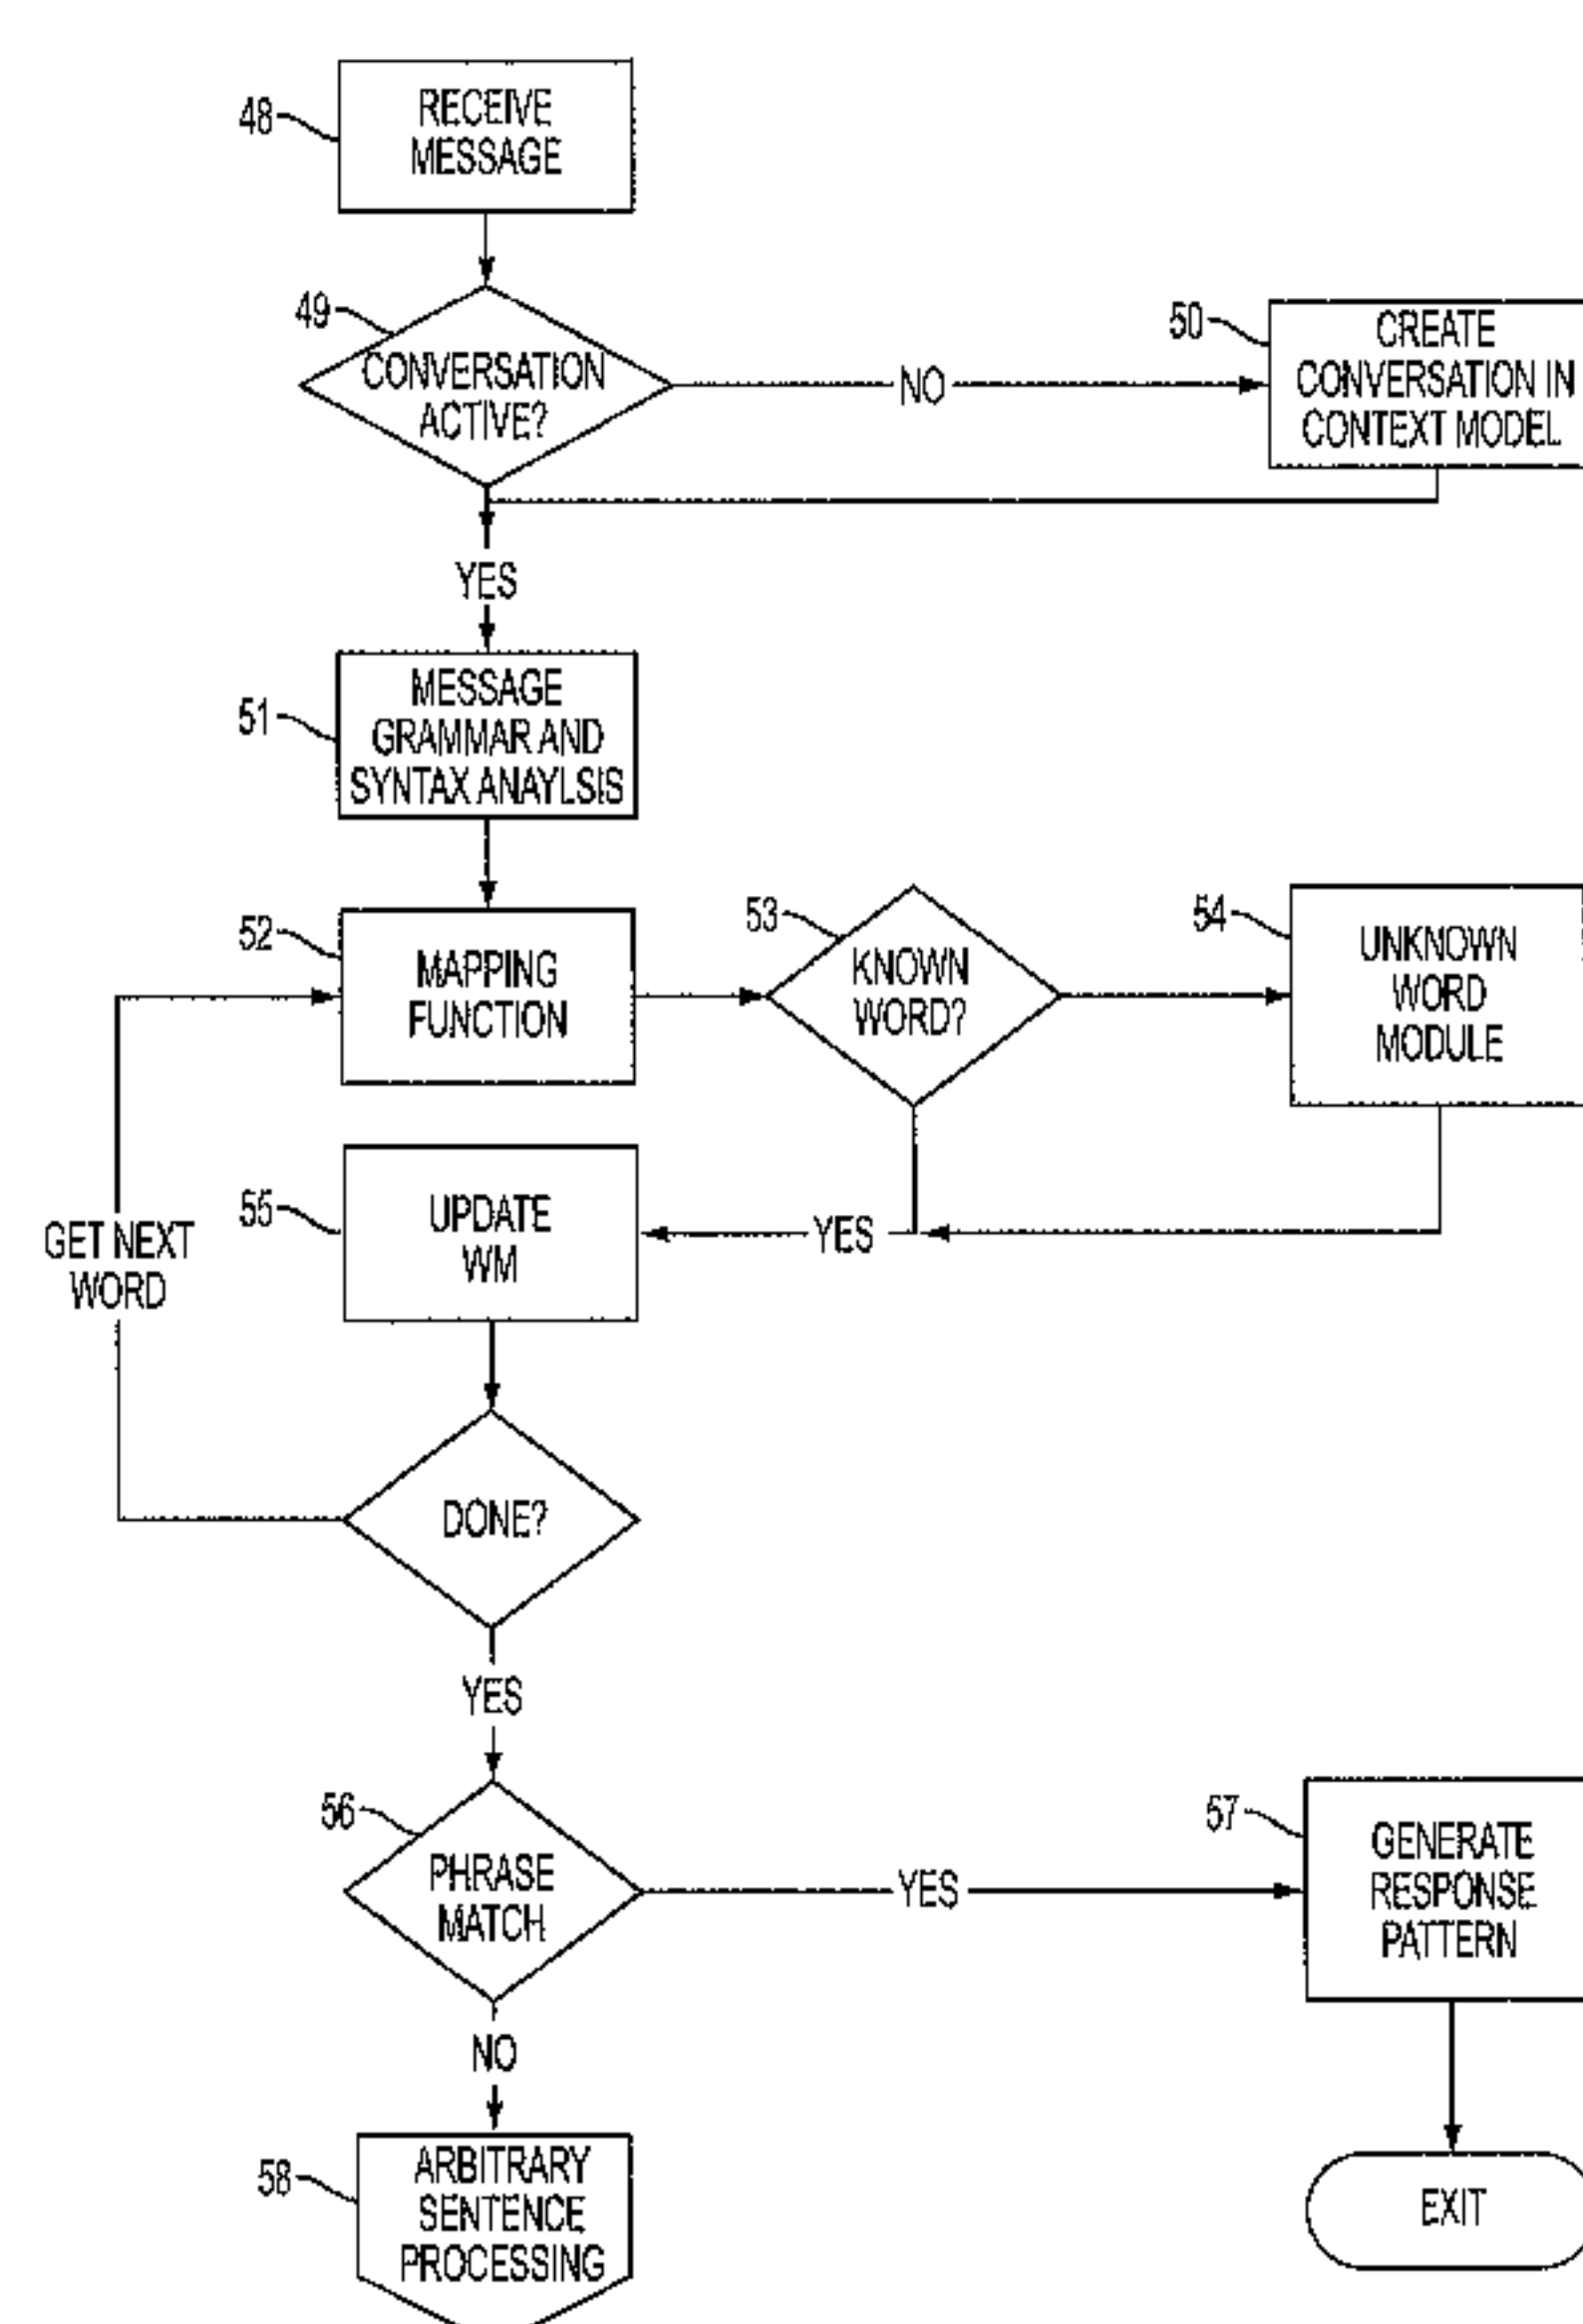 48
RECEIVE
MESSAGE
49
CONVERSATION
ACTIVE?
NO
50
CREATE
CONVERSATION IN
CONTEXT MODEL
YES
51
MESSAGE
GRAMMAR AND
SYNTAX ANAYLSIS
52
MAPPING
FUNCTION
53
KNOWN
WORD?
54
UNKNOWN
WORD
MODULE
55
UPDATE
WM
YES
GET NEXT
WORD
DONE?
YES
56
PHRASE
MATCH
YES
57
GENERATE
RESPONSE
PATTERN
NO
58
ARBITRARY
SENTENCE
PROCESSING
EXIT